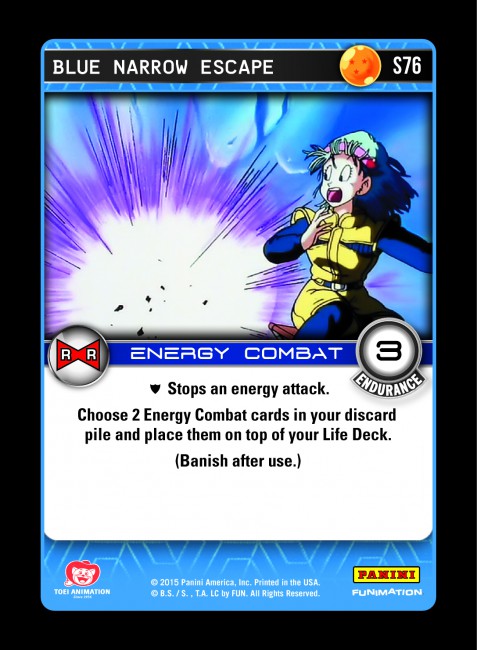 BLUE NARROW ESCAPE
S76
R R
ENERGY COMBAT
3
ENDURANCE
Stops an energy attack.
Choose 2 Energy Combat cards in your discard
pile and place them on top of your Life Deck.
(Banish after use.)
TOEI ANIMATION
© 2015 Panini America, Inc. Printed in the USA.
© B.S./ S. , T.A. LC by FUN. All Rights Reserved.
PANINI
FUNIMATION